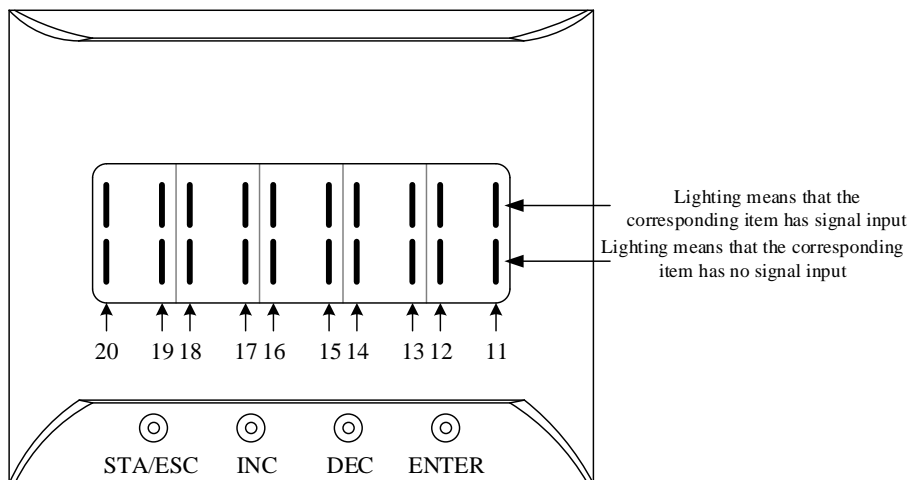 Lighting means that the
corresponding item has signal input
Lighting means that the corresponding
item has no signal input
20 19 18 17 16 15 14 13 12 11
STA/ESC INC DEC ENTER